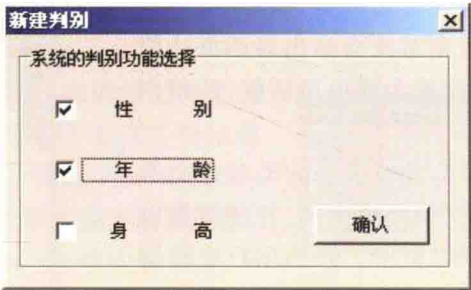 新建判别
系统的判别功能选择
性 别
年 龄
身 高
确认